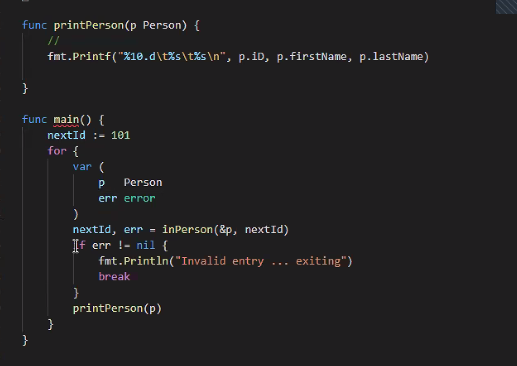 func printPerson(p Person) {
//
fmt.Printf("%10.d\t%s\t%s\n", p.iD, p.firstName, p.lastName)
}
func main() {
nextId := 101
for {
var (
p Person
err error
)
nextId, err = inPerson(&p, nextId)
if err != nil {
fmt.Println("Invalid entry ... exiting")
break
}
printPerson(p)
}
}